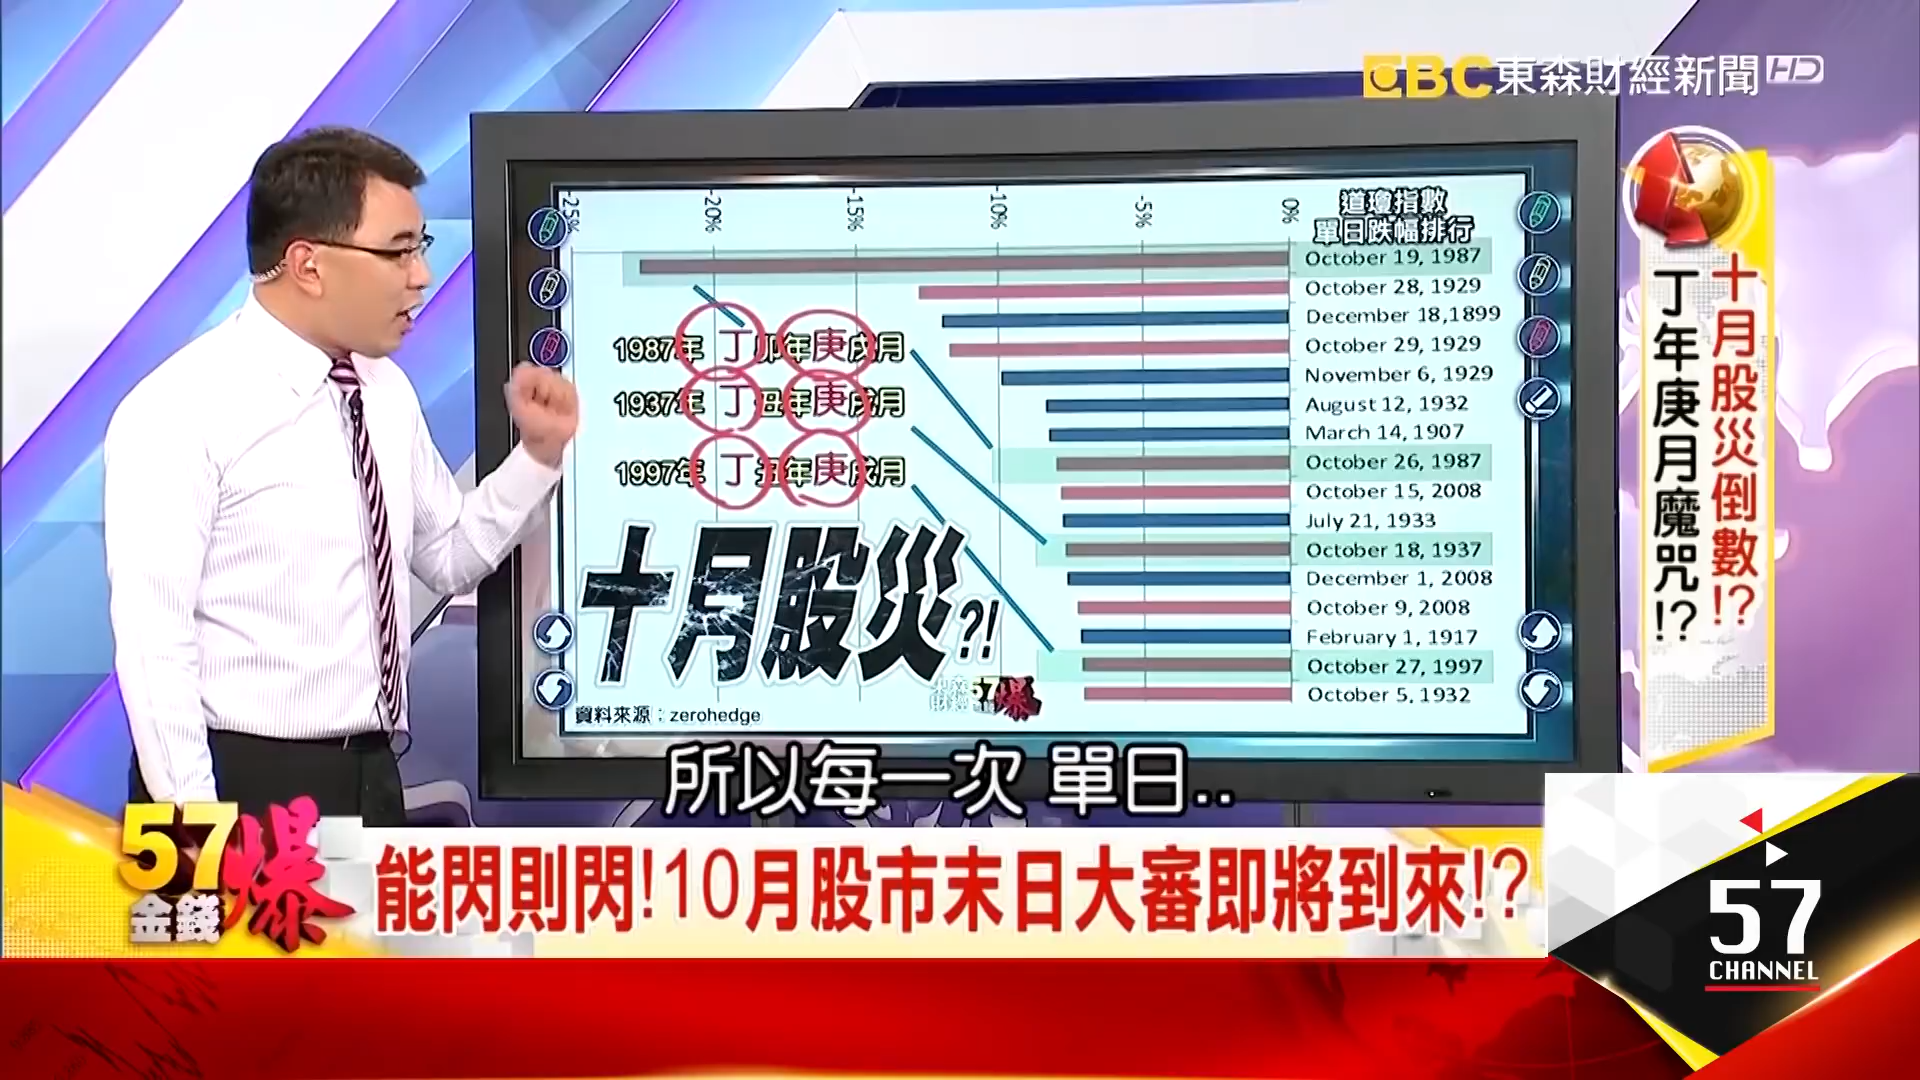 EBC東森財經新聞HD
十月股災倒數!?
丁年庚月魔咒!?
-25%
-20%
-15%
-10%
-5%
0%
道瓊指數
單日跌幅排行
October 19, 1987
October 28, 1929
December 18,1899
October 29, 1929
November 6, 1929
August 12, 1932
March 14, 1907
October 26, 1987
October 15, 2008
July 21, 1933
October 18, 1937
December 1, 2008
October 9, 2008
February 1, 1917
October 27, 1997
October 5, 1932
1987年 丁卯年庚戌月
1937年 丁丑年庚戌月
1997年 丁丑年庚戌月
十月股災?!
57爆
資料來源：zerohedge
所以每一次 單日..
57爆
金錢
能閃則閃!10月股市末日大審即將到來!?
57
CHANNEL